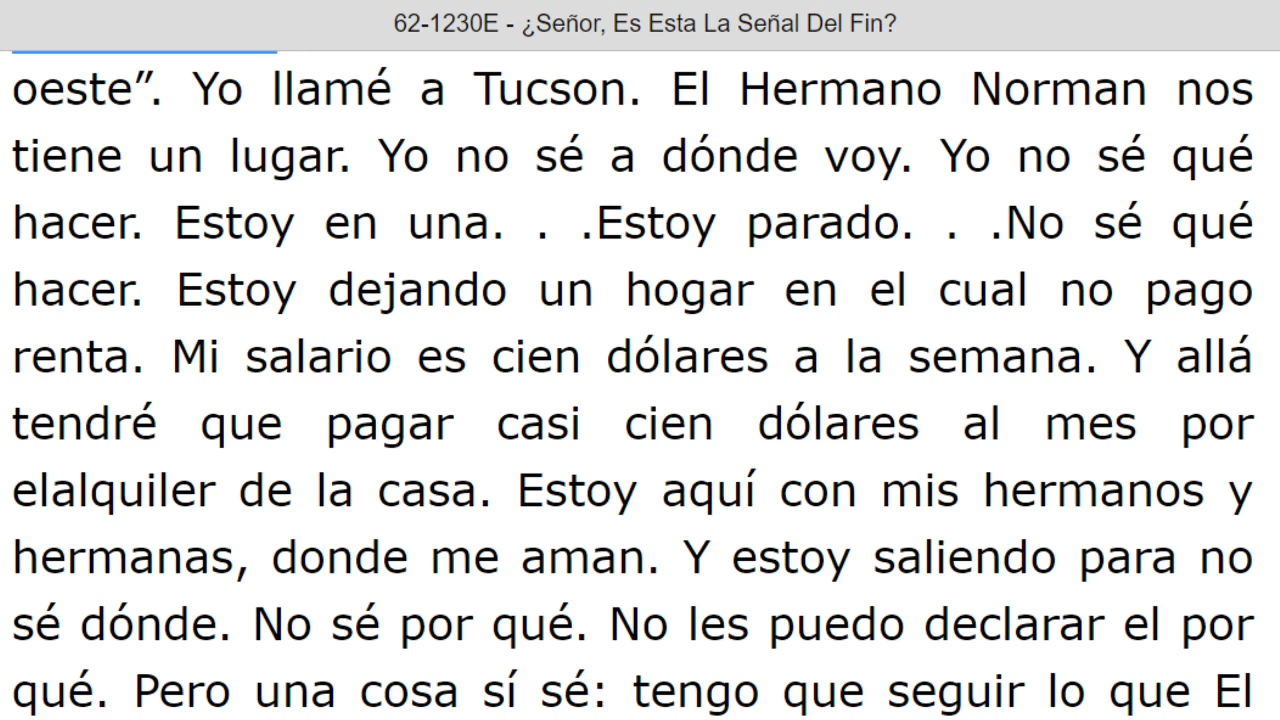 62-1230E - ¿Señor, Es Esta La Señal Del Fin?
oeste”. Yo llamé a Tucson. El Hermano Norman nos
tiene un lugar. Yo no sé a dónde voy. Yo no sé qué
hacer. Estoy en una. . .Estoy parado. . .No sé qué
hacer. Estoy dejando un hogar en el cual no pago
renta. Mi salario es cien dólares a la semana. Y allá
tendré que pagar casi cien dólares al mes por
elalquiler de la casa. Estoy aquí con mis hermanos y
hermanas, donde me aman. Y estoy saliendo para no
sé dónde. No sé por qué. No les puedo declarar el por
qué. Pero una cosa sí sé: tengo que seguir lo que El